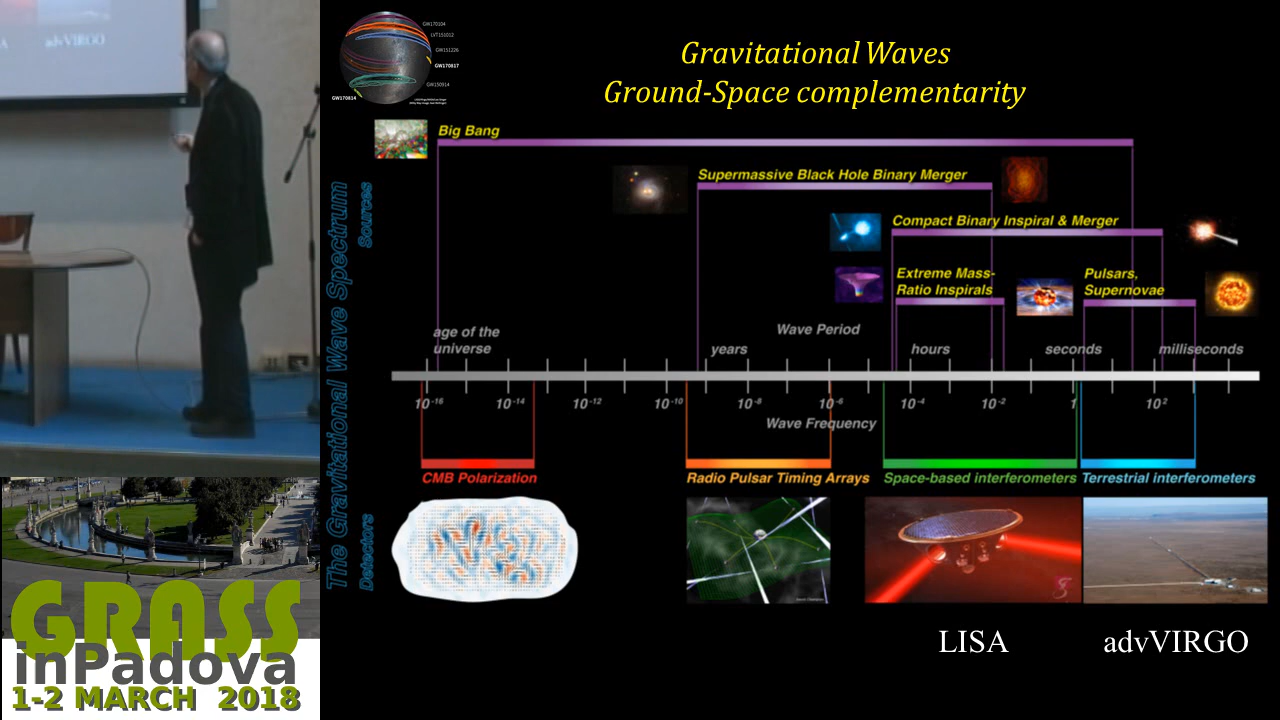 advVIRGO
GW170104
LVT151012
GW151226
GW170817
GW150914
GW170814
Gravitational Waves
Ground-Space complementarity
The Gravitational Wave Spectrum
Sources
Big Bang
Supermassive Black Hole Binary Merger
Compact Binary Inspiral & Merger
Extreme Mass-
Ratio Inspirals
Pulsars,
Supernovae
age of the
universe
Wave Period
years
hours
seconds
milliseconds
10⁻¹⁶ 10⁻¹⁴ 10⁻¹² 10⁻¹⁰ 10⁻⁸ 10⁻⁶ 10⁻⁴ 10⁻² 1 10²
Wave Frequency
Detectors
CMB Polarization
Radio Pulsar Timing Arrays
Space-based interferometers
Terrestrial interferometers
LISA
advVIRGO
GRASS
inPadova
1-2 MARCH 2018